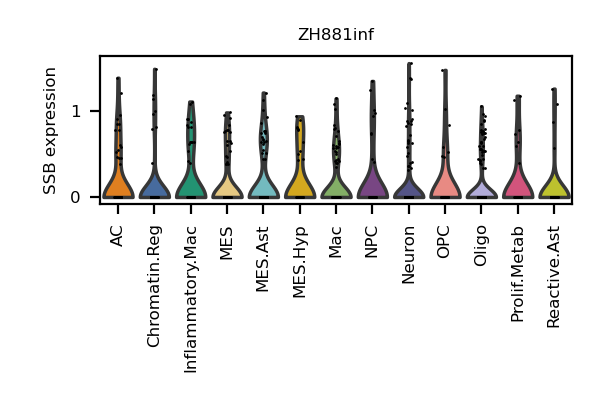 ZH881inf
SSB expression
1
0
AC
Chromatin.Reg
Inflammatory.Mac
MES
MES.Ast
MES.Hyp
Mac
NPC
Neuron
OPC
Oligo
Prolif.Metab
Reactive.Ast